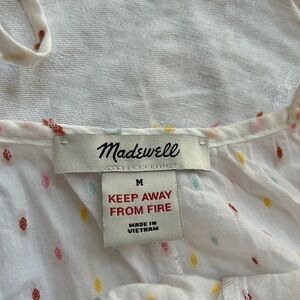 Madewell
M
KEEP AWAY
FROM FIRE
MADE IN
VIETNAM